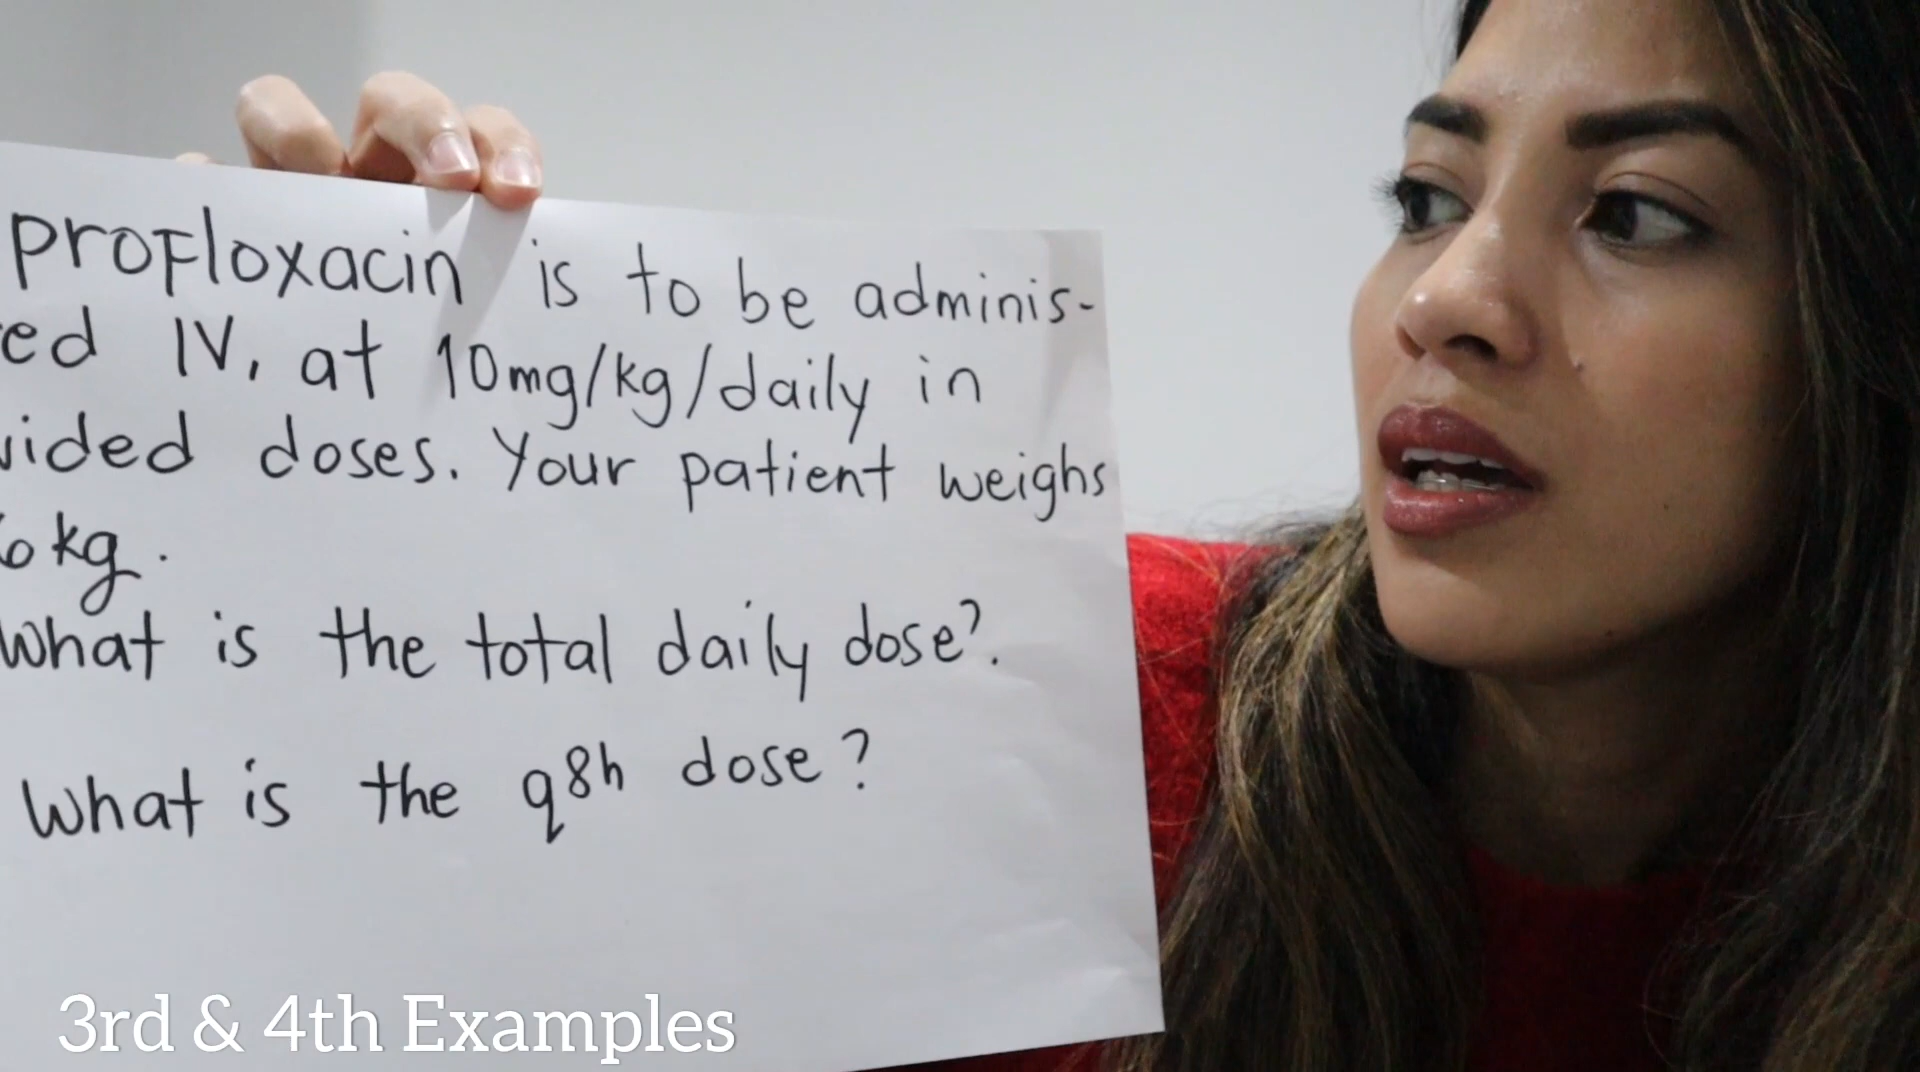 profloxacin is to be adminis-
ed IV, at 10mg/kg/daily in
vided doses. Your patient weighs
kg.
What is the total daily dose?
What is the q8h dose?
3rd & 4th Examples